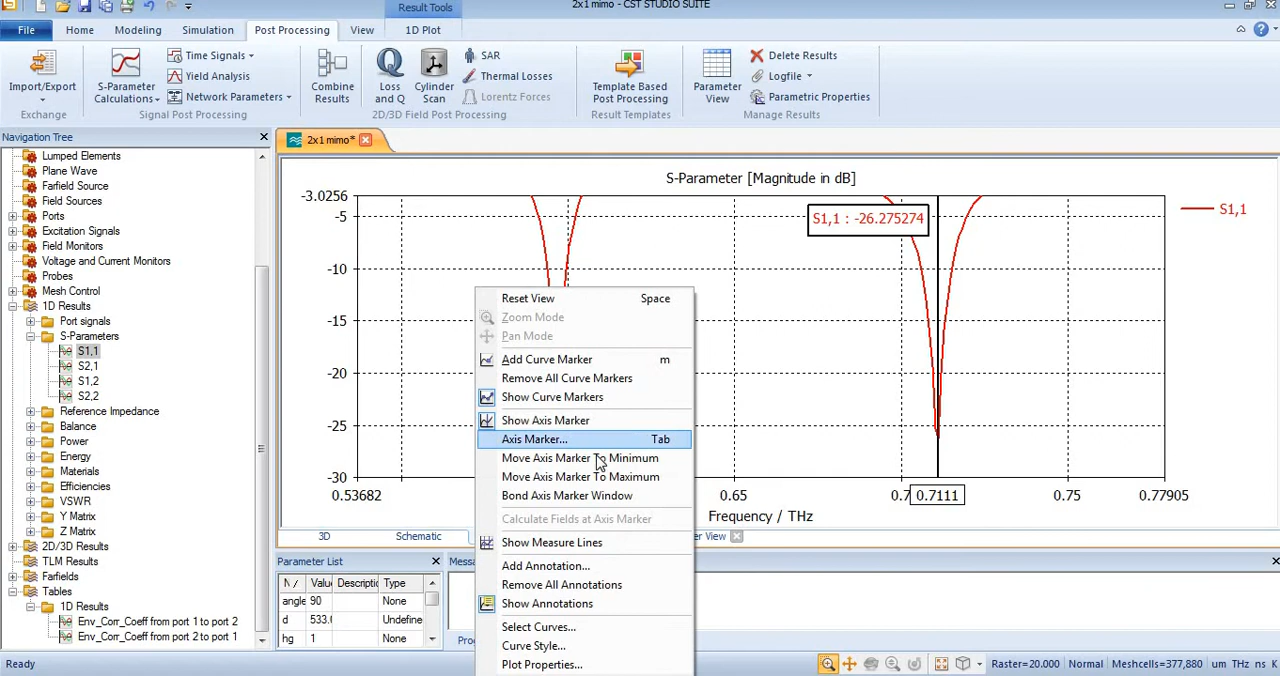 2x1 mimo* - CST STUDIO SUITE
Result Tools
File
Home
Modeling
Simulation
Post Processing
View
1D Plot
Import/Export
Exchange
S-Parameter Calculations
Time Signals
Yield Analysis
Network Parameters
Signal Post Processing
Combine Results
Loss and Q
Cylinder Scan
SAR
Thermal Losses
Lorentz Forces
2D/3D Field Post Processing
Template Based Post Processing
Result Templates
Parameter View
Delete Results
Logfile
Parametric Properties
Manage Results
Navigation Tree
Lumped Elements
Plane Wave
Farfield Source
Field Sources
Ports
Excitation Signals
Field Monitors
Voltage and Current Monitors
Probes
Mesh Control
1D Results
Port signals
S-Parameters
S1,1
S2,1
S1,2
S2,2
Reference Impedance
Balance
Power
Energy
Materials
Efficiencies
VSWR
Y Matrix
Z Matrix
2D/3D Results
TLM Results
Farfields
Tables
1D Results
Env_Corr_Coeff from port 1 to port 2
Env_Corr_Coeff from port 2 to port 1
2x1 mimo*
S-Parameter [Magnitude in dB]
-3.0256
-5
-10
-15
-20
-25
-30
S1,1 : -26.275274
S1,1
0.53682
0.65
0.7
0.7111
0.75
0.77905
Frequency / THz
Reset View Space
Zoom Mode
Pan Mode
Add Curve Marker m
Remove All Curve Markers
Show Curve Markers
Show Axis Marker
Axis Marker... Tab
Move Axis Marker To Minimum
Move Axis Marker To Maximum
Bond Axis Marker Window
Calculate Fields at Axis Marker
Show Measure Lines
Add Annotation...
Remove All Annotations
Show Annotations
Select Curves...
Curve Style...
Plot Properties...
3D
Schematic
Parameter List
Value
Type
angle 90 None
d Undefine
hg 1 None
Ready
Raster=20.000
Normal
Meshcells=377,880
um THz ns K